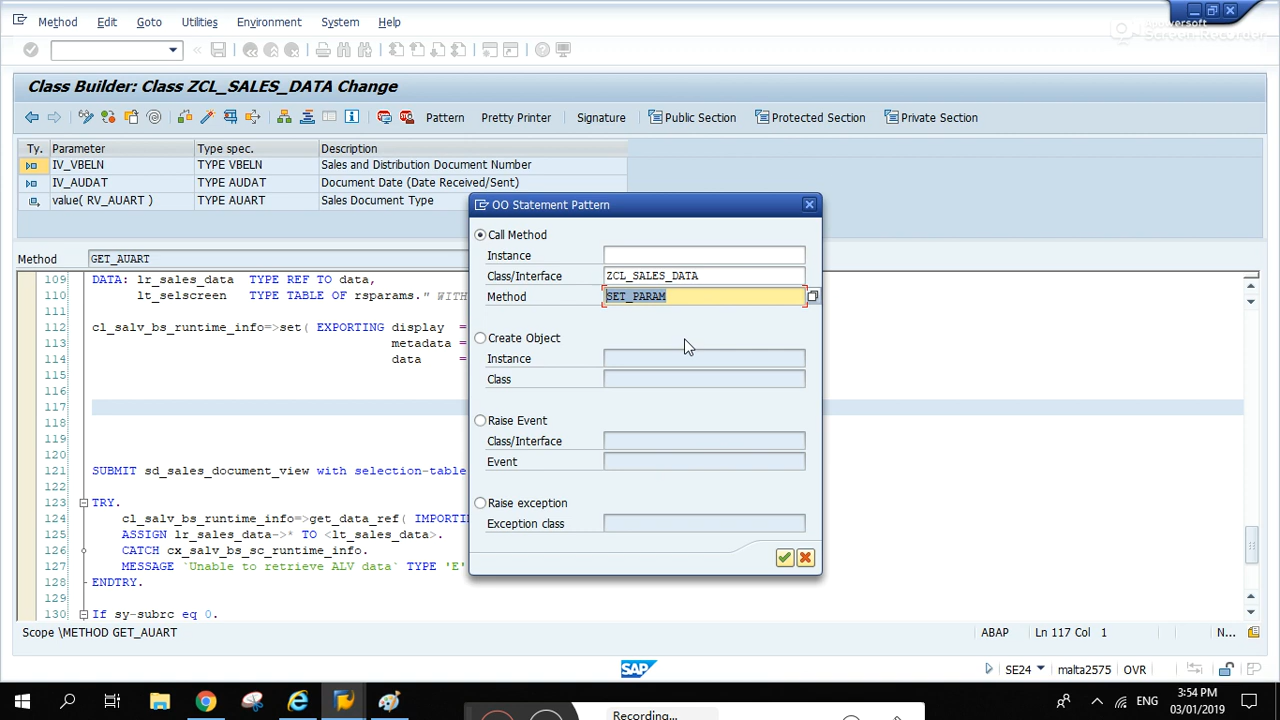 Method Edit Goto Utilities Environment System Help
Apowersoft
Screen Recorder
Class Builder: Class ZCL_SALES_DATA Change
Pattern Pretty Printer Signature Public Section Protected Section Private Section
Ty. Parameter Type spec. Description
IV_VBELN TYPE VBELN Sales and Distribution Document Number
IV_AUDAT TYPE AUDAT Document Date (Date Received/Sent)
value( RV_AUART ) TYPE AUART Sales Document Type
Method GET_AUART
OO Statement Pattern
Call Method
Instance
Class/Interface ZCL_SALES_DATA
Method SET_PARAM
Create Object
Instance
Class
Raise Event
Class/Interface
Event
Raise exception
Exception class
109 DATA: lr_sales_data TYPE REF TO data,
110 lt_selscreen TYPE TABLE OF rsparams." WITH
111
112 cl_salv_bs_runtime_info=>set( EXPORTING display =
113 metadata =
114 data =
115
116
117
118
119
120
121 SUBMIT sd_sales_document_view with selection-table
122
123 TRY.
124 cl_salv_bs_runtime_info=>get_data_ref( IMPORTI
125 ASSIGN lr_sales_data->* TO <lt_sales_data>.
126 CATCH cx_salv_bs_sc_runtime_info.
127 MESSAGE `Unable to retrieve ALV data` TYPE 'E'
128 ENDTRY.
129
130 If sy-subrc eq 0.
Scope \METHOD GET_AUART ABAP Ln 117 Col 1 N...
SAP SE24 malta2575 OVR
ENG 3:54 PM
03/01/2019
Recording...